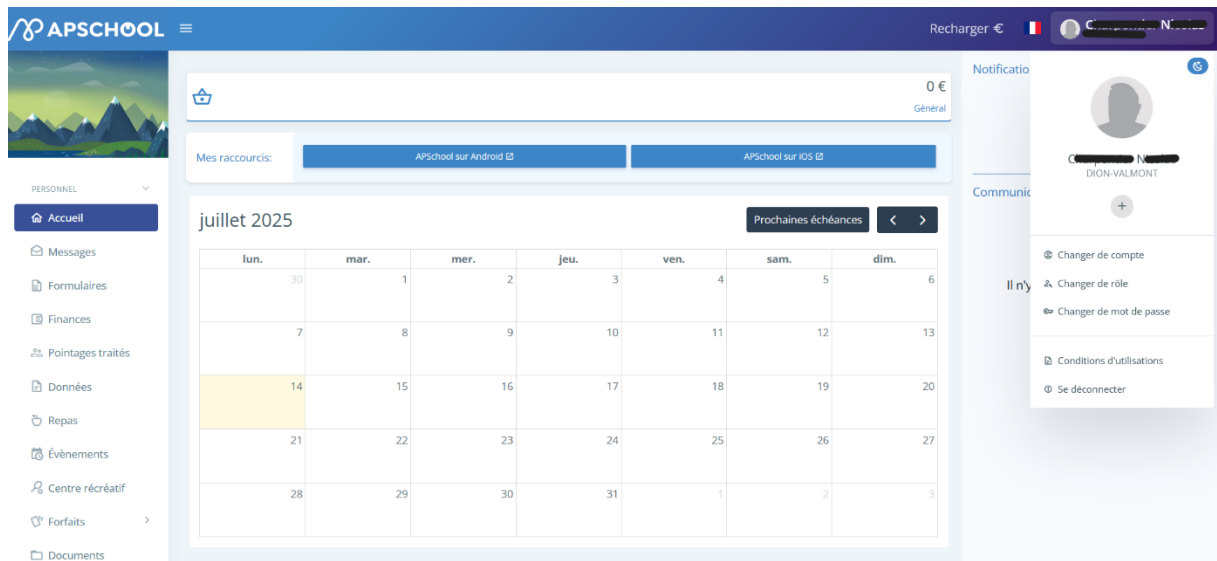 APSCHOOL
Recharger €
PERSONNEL
Accueil
Messages
Formulaires
Finances
Pointages traités
Données
Repas
Évènements
Centre récréatif
Forfaits
Documents
0 €
Général
Mes raccourcis:
APSchool sur Android
APSchool sur iOS
juillet 2025
Prochaines échéances
lun. mar. mer. jeu. ven. sam. dim.
30 1 2 3 4 5 6
7 8 9 10 11 12 13
14 15 16 17 18 19 20
21 22 23 24 25 26 27
28 29 30 31 1 2 3
Notificatio
Communic
Il n'y
DION-VALMONT
+
Changer de compte
Changer de rôle
Changer de mot de passe
Conditions d'utilisations
Se déconnecter